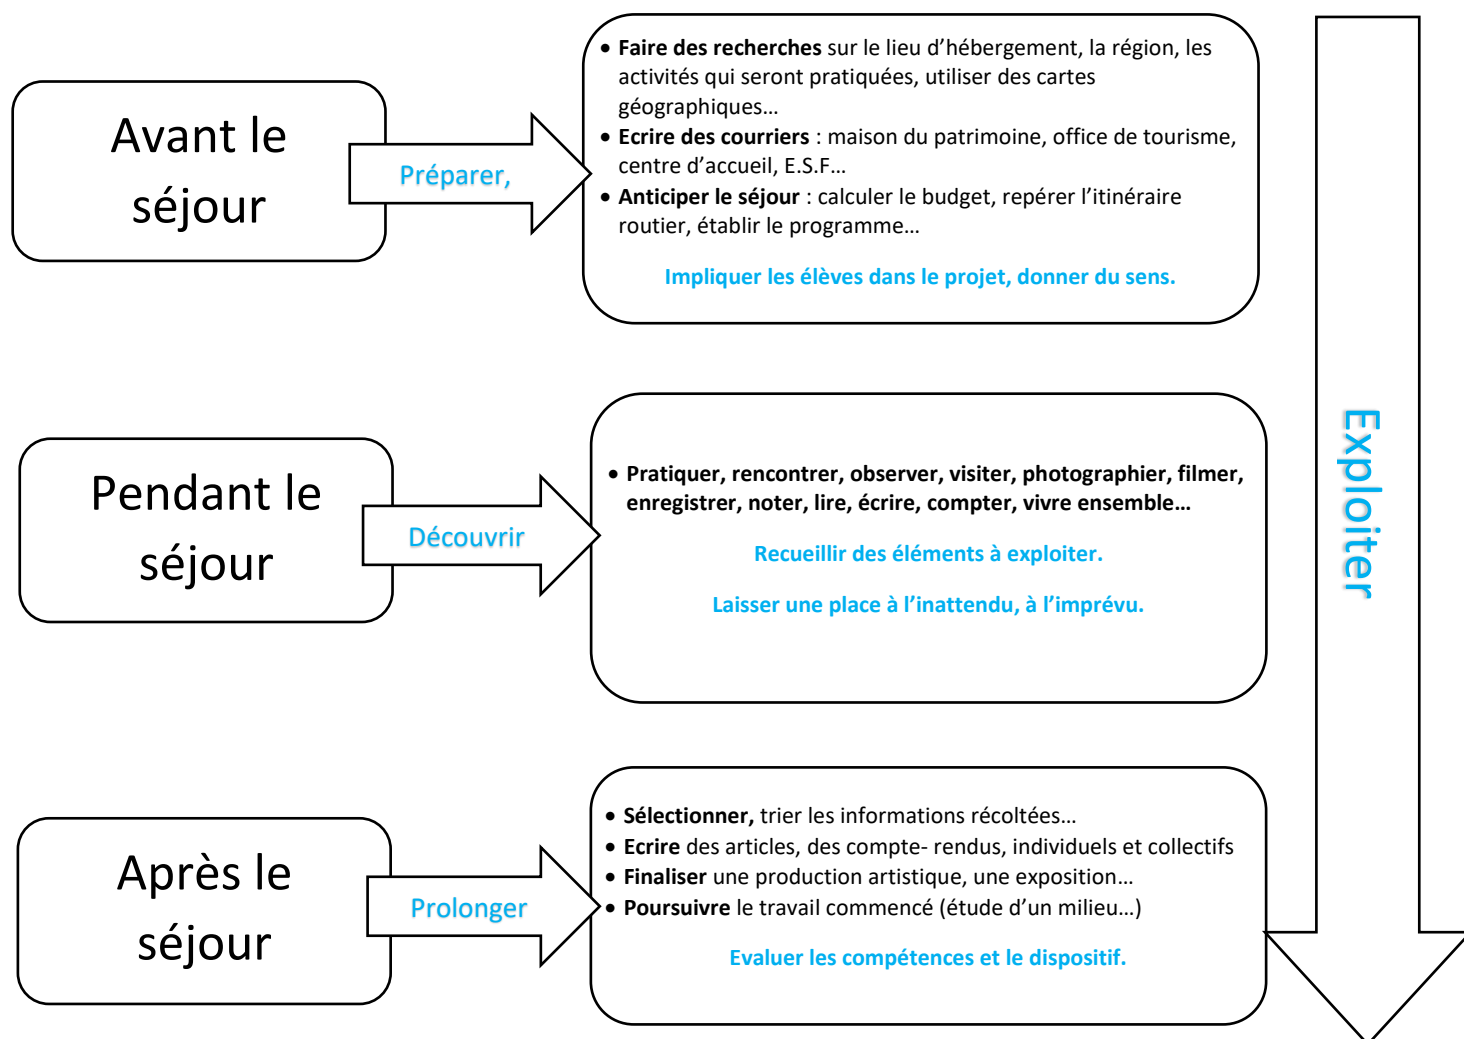 Avant le
séjour
Préparer,
• Faire des recherches sur le lieu d’hébergement, la région, les
activités qui seront pratiquées, utiliser des cartes
géographiques…
• Ecrire des courriers : maison du patrimoine, office de tourisme,
centre d’accueil, E.S.F…
• Anticiper le séjour : calculer le budget, repérer l’itinéraire
routier, établir le programme…
Impliquer les élèves dans le projet, donner du sens.
Pendant le
séjour
Découvrir
• Pratiquer, rencontrer, observer, visiter, photographier, filmer,
enregistrer, noter, lire, écrire, compter, vivre ensemble…
Recueillir des éléments à exploiter.
Laisser une place à l’inattendu, à l’imprévu.
Après le
séjour
Prolonger
• Sélectionner, trier les informations récoltées…
• Ecrire des articles, des compte- rendus, individuels et collectifs
• Finaliser une production artistique, une exposition…
• Poursuivre le travail commencé (étude d’un milieu…)
Evaluer les compétences et le dispositif.
Exploiter